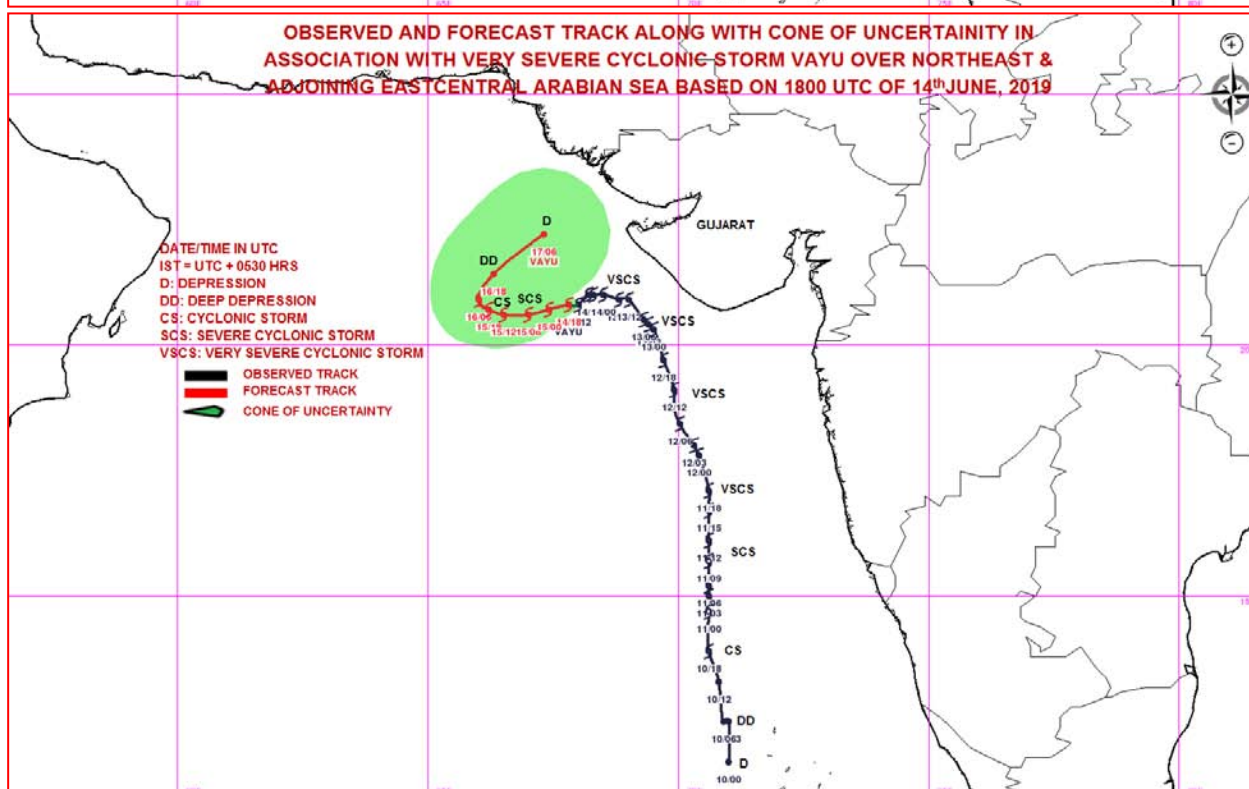 60E 65E 70E 80E
OBSERVED AND FORECAST TRACK ALONG WITH CONE OF UNCERTAINITY IN
ASSOCIATION WITH VERY SEVERE CYCLONIC STORM VAYU OVER NORTHEAST &
ADJOINING EASTCENTRAL ARABIAN SEA BASED ON 1800 UTC OF 14th JUNE, 2019
GUJARAT
D
17/06
VAYU
DD
16/18
CS
SCS
VSCS
16/06
15/12
15/06
15/00
14/18
14/00
13/12
VAYU
DATE/TIME IN UTC
IST = UTC + 0530 HRS
D: DEPRESSION
DD: DEEP DEPRESSION
CS: CYCLONIC STORM
SCS: SEVERE CYCLONIC STORM
VSCS: VERY SEVERE CYCLONIC STORM
OBSERVED TRACK
FORECAST TRACK
CONE OF UNCERTAINTY
VSCS
13/00
12/18
VSCS
12/12
12/06
12/03
12/00
VSCS
11/18
11/15
SCS
11/12
11/09
11/06
11/03
11/00
CS
10/18
10/12
DD
10/063
D
10/00